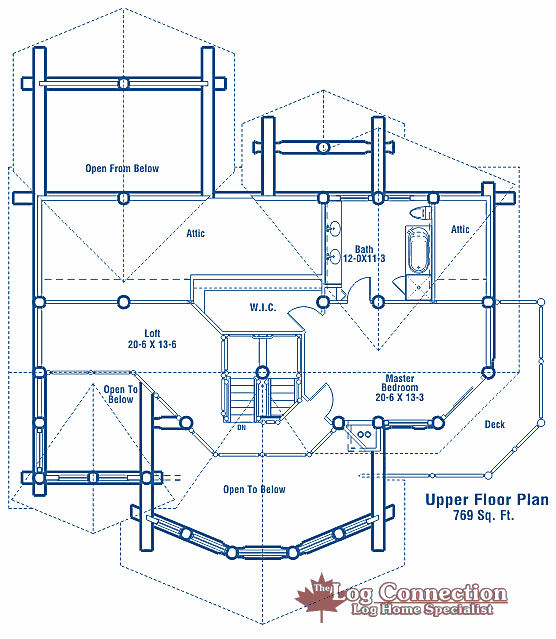 Open From Below
Attic
Attic
Bath
12-0X11-3
W.I.C.
Loft
20-6 X 13-6
Master
Bedroom
20-6 X 13-3
Open To
Below
Deck
DN
Open To Below
Upper Floor Plan
769 Sq. Ft.
The Log Connection
Log Home Specialist